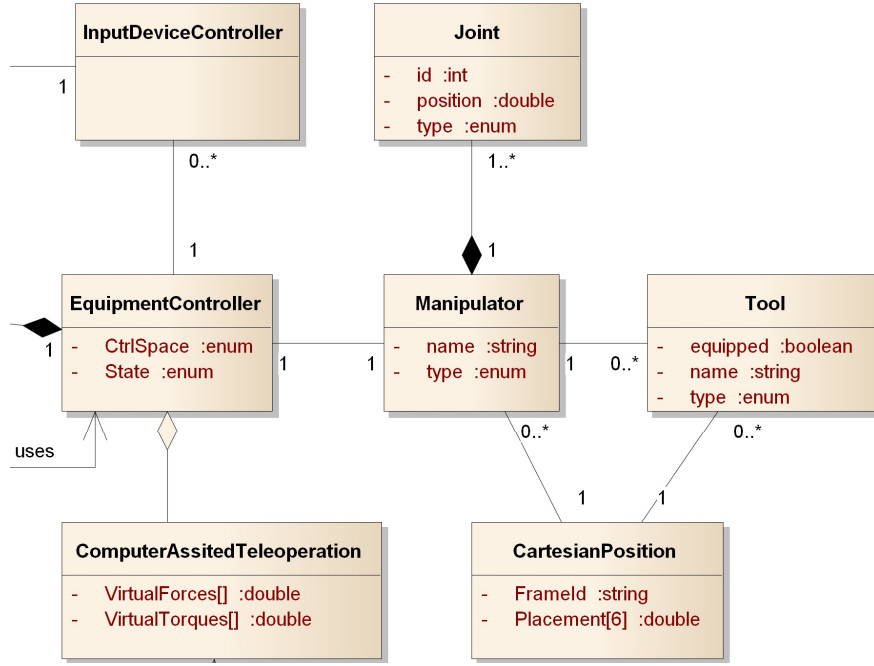 InputDeviceController
1
0..*
1
Joint
- id :int
- position :double
- type :enum
1..*
1
EquipmentController
- CtrlSpace :enum
- State :enum
1
1
1
Manipulator
- name :string
- type :enum
1
0..*
Tool
- equipped :boolean
- name :string
- type :enum
uses
0..*
1
0..*
1
ComputerAssitedTeleoperation
- VirtualForces[] :double
- VirtualTorques[] :double
CartesianPosition
- FrameId :string
- Placement[6] :double